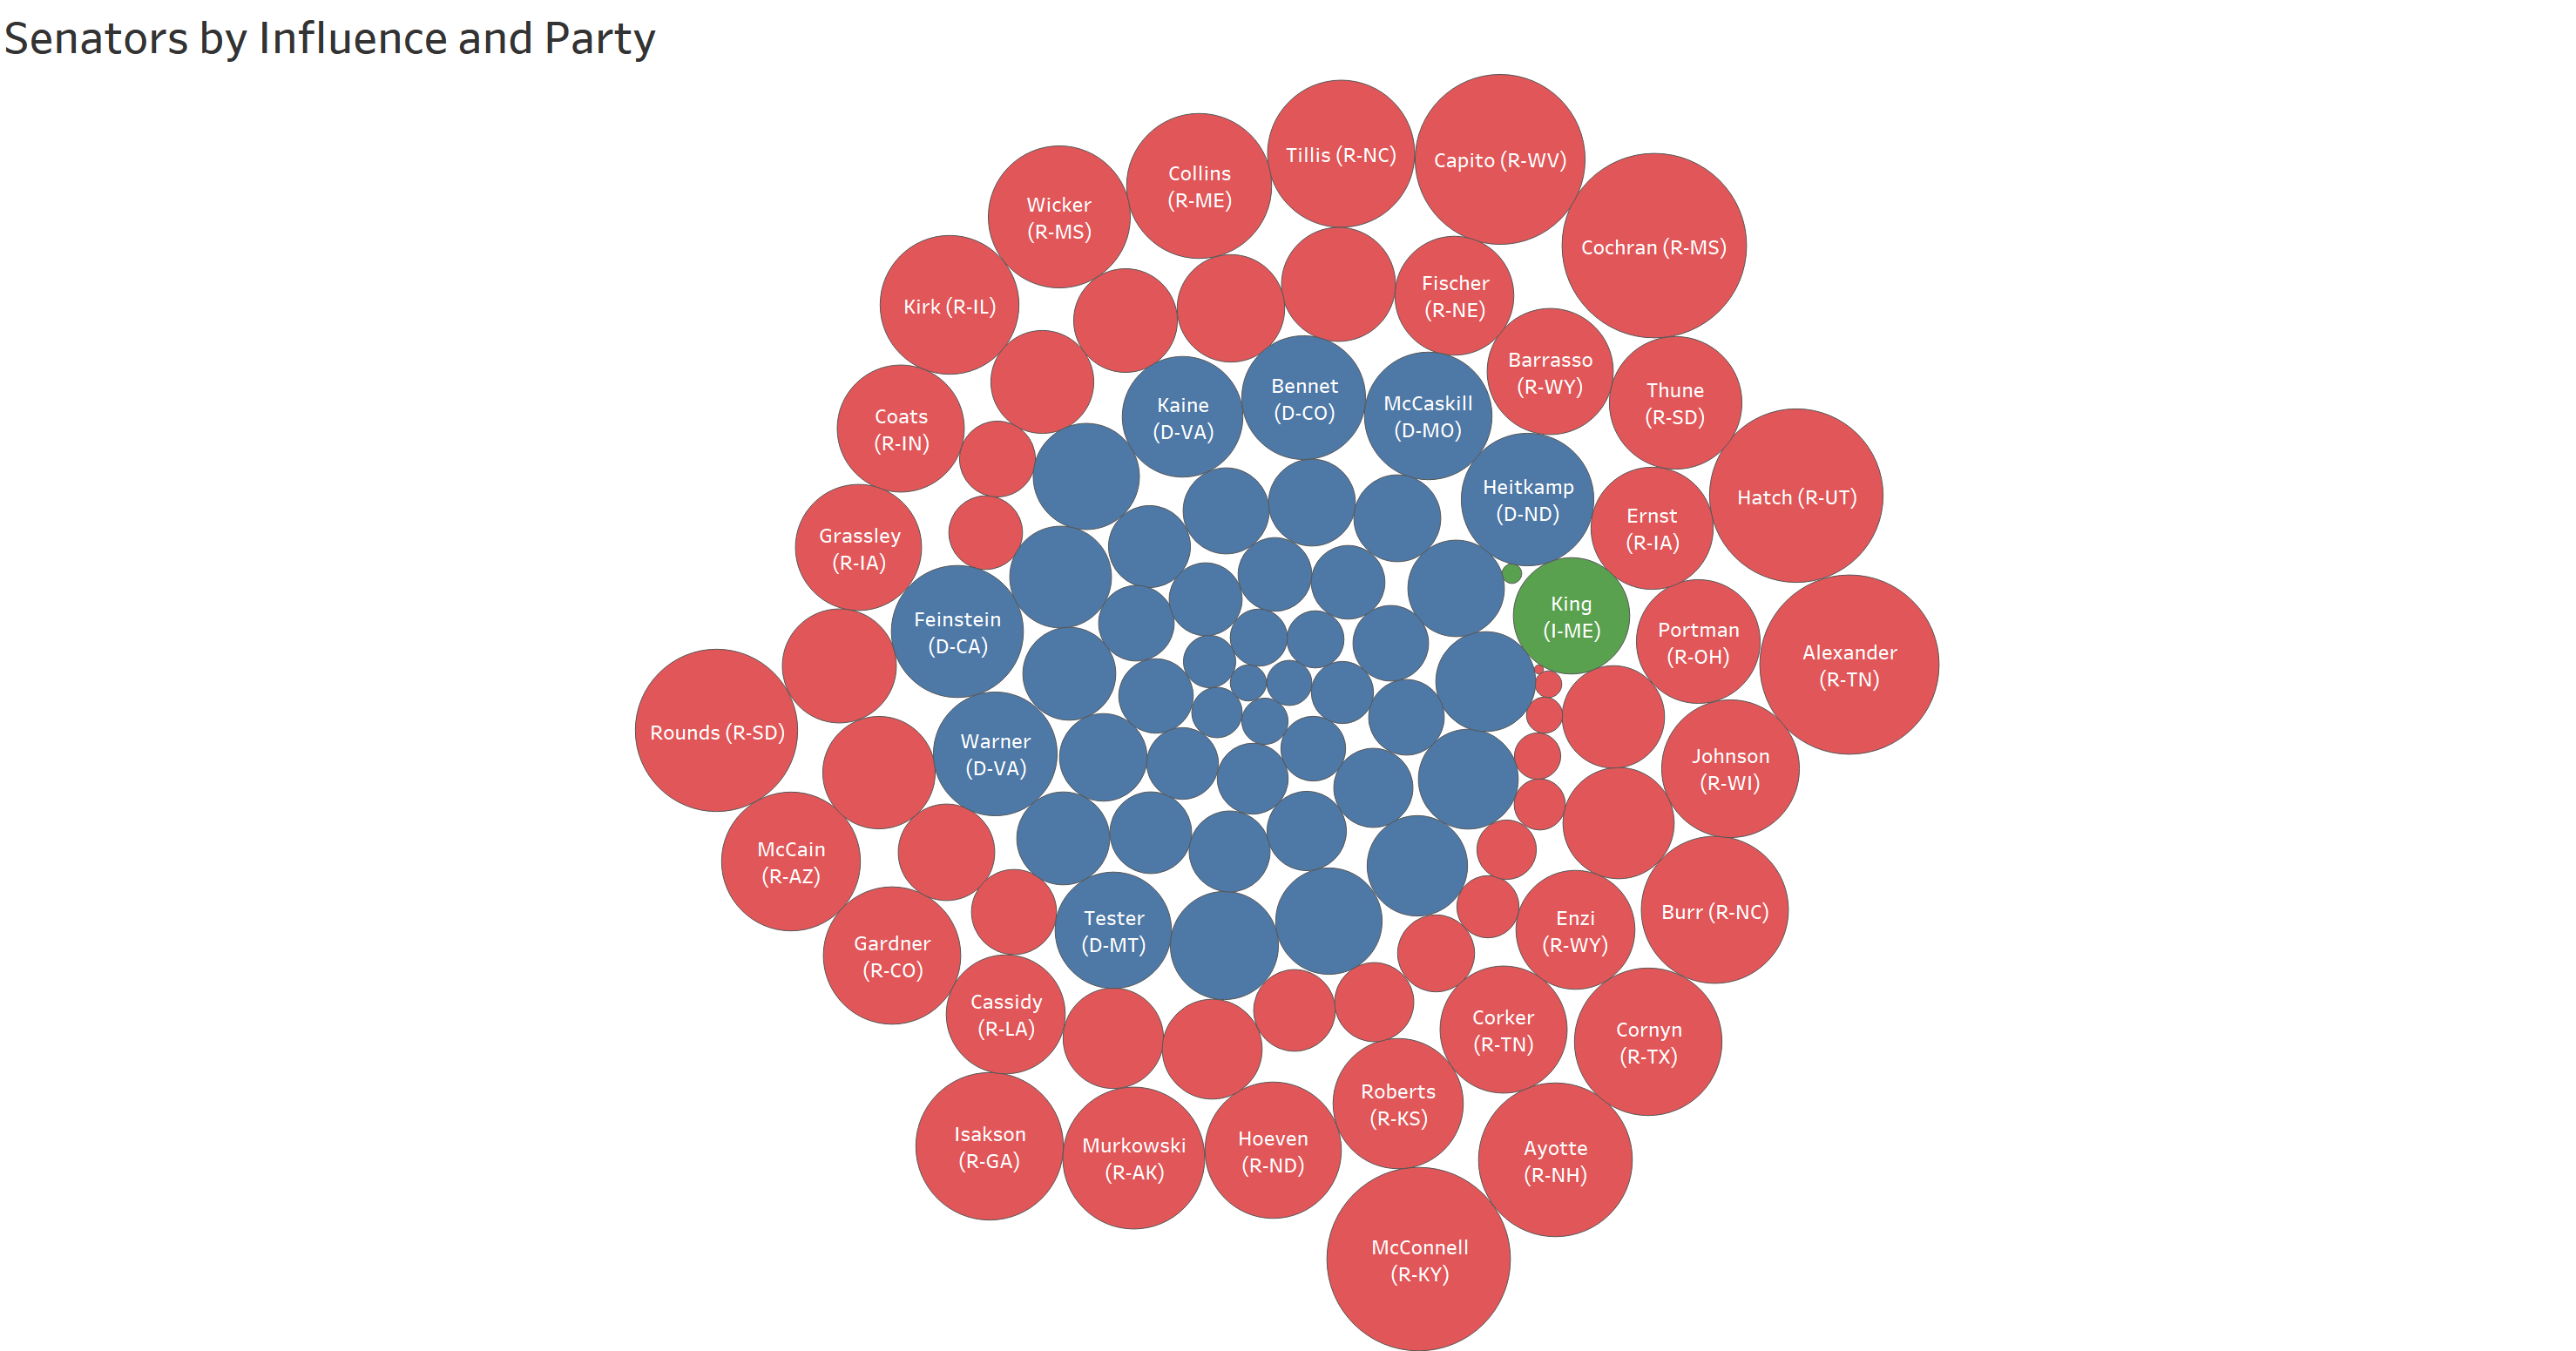 Senators by Influence and Party
Tillis (R-NC)
Capito (R-WV)
Collins
(R-ME)
Wicker
(R-MS)
Cochran (R-MS)
Kirk (R-IL)
Fischer
(R-NE)
Barrasso
(R-WY)
Thune
(R-SD)
Kaine
(D-VA)
Bennet
(D-CO)
McCaskill
(D-MO)
Coats
(R-IN)
Heitkamp
(D-ND)
Hatch (R-UT)
Ernst
(R-IA)
Grassley
(R-IA)
King
(I-ME)
Feinstein
(D-CA)
Portman
(R-OH)
Alexander
(R-TN)
Rounds (R-SD)
Warner
(D-VA)
Johnson
(R-WI)
McCain
(R-AZ)
Burr (R-NC)
Tester
(D-MT)
Enzi
(R-WY)
Gardner
(R-CO)
Cassidy
(R-LA)
Corker
(R-TN)
Cornyn
(R-TX)
Roberts
(R-KS)
Isakson
(R-GA)
Murkowski
(R-AK)
Hoeven
(R-ND)
Ayotte
(R-NH)
McConnell
(R-KY)